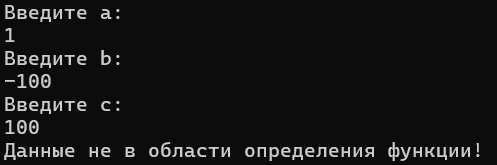 Введите a:
1
Введите b:
-100
Введите c:
100
Данные не в области определения функции!